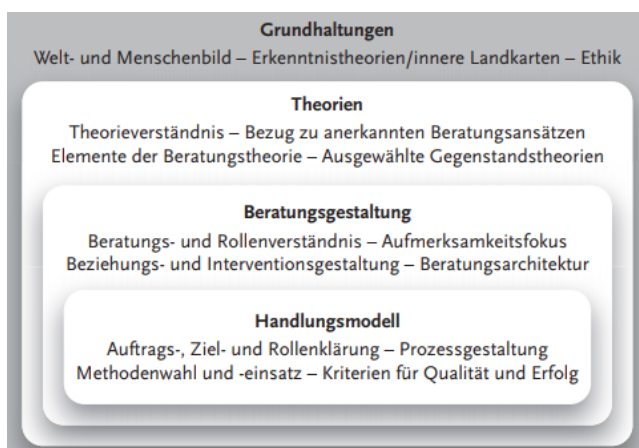 Grundhaltungen
Welt- und Menschenbild – Erkenntnistheorien/innere Landkarten – Ethik
Theorien
Theorieverständnis – Bezug zu anerkannten Beratungsansätzen
Elemente der Beratungstheorie – Ausgewählte Gegenstandstheorien
Beratungsgestaltung
Beratungs- und Rollenverständnis – Aufmerksamkeitsfokus
Beziehungs- und Interventionsgestaltung – Beratungsarchitektur
Handlungsmodell
Auftrags-, Ziel- und Rollenklärung – Prozessgestaltung
Methodenwahl und -einsatz – Kriterien für Qualität und Erfolg